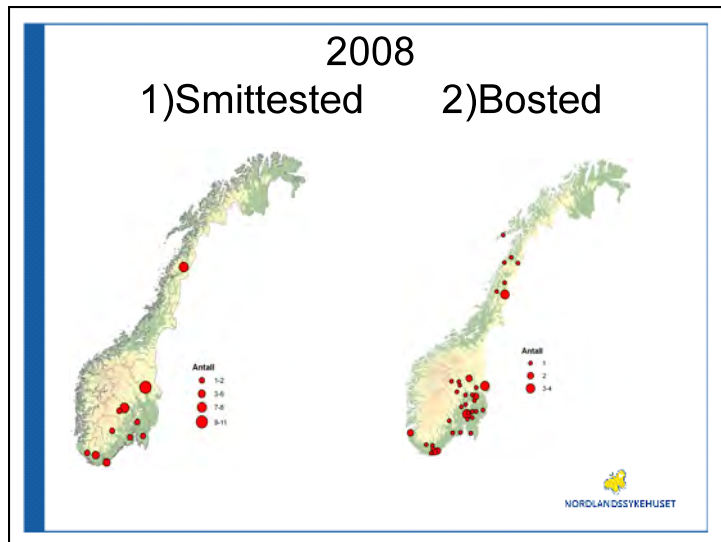 2008
1)Smittested 2)Bosted
Antall
1-2
3-6
7-8
9-11
Antall
1
2
3-4
NORDLANDSSYKEHUSET